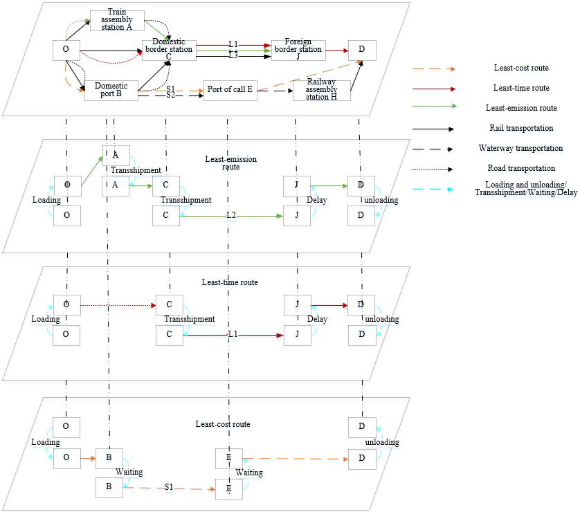 Train
assembly
station A
O
Domestic
border station
C
L1
L3
Foreign
border station
J
D
Domestic
port B
S1
S2
Port of call E
Railway
assembly
station H
Least-cost route
Least-time route
Least-emission route
Rail transportation
Waterway transportation
Road transportation
Loading and unloading/
Transshipment/Waiting/Delay
Least-emission
route
A
Transshipment
O
A
C
J
D
Loading
Transshipment
Delay
unloading
O
C
L2
J
D
Least-time route
O
C
J
D
Loading
Transshipment
Delay
unloading
O
C
L1
J
D
Least-cost route
O
D
Loading
unloading
O
B
E
D
Waiting
Waiting
B
S1
E